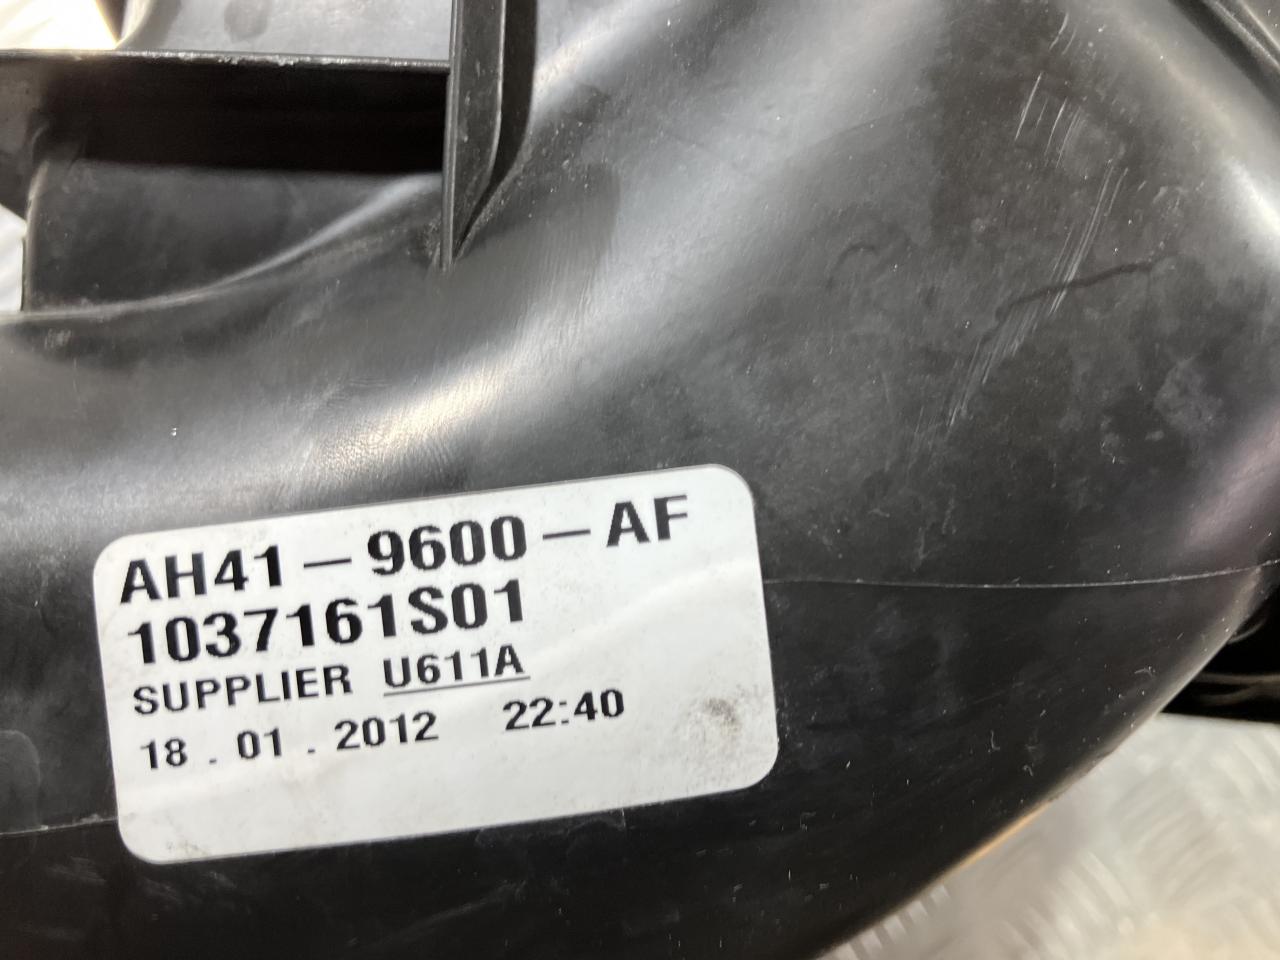 AH41-9600-AF
1037161S01
SUPPLIER U611A
18.01.2012 22:40